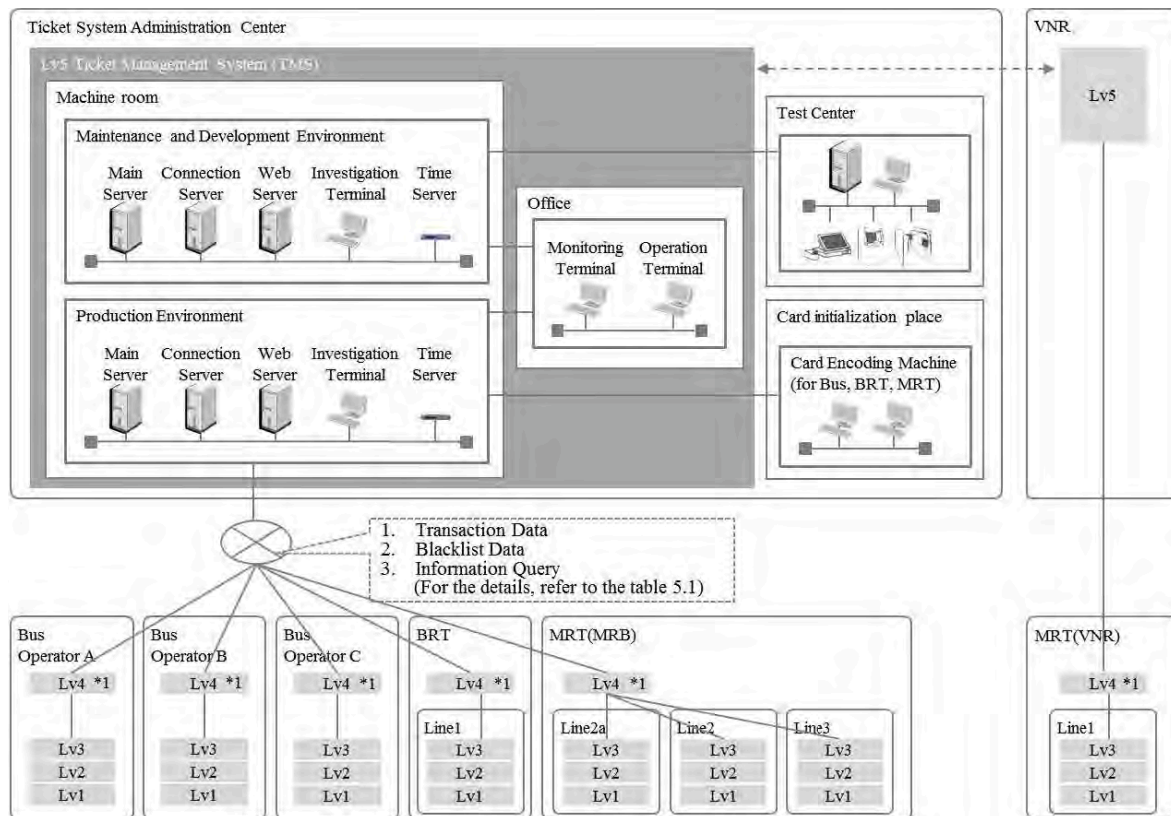 Ticket System Administration Center
VNR
Lv5 Ticket Management System (TMS)
Lv5
Machine room
Maintenance and Development Environment
Main Server
Connection Server
Web Server
Investigation Terminal
Time Server
Test Center
Office
Monitoring Terminal
Operation Terminal
Production Environment
Main Server
Connection Server
Web Server
Investigation Terminal
Time Server
Card initialization place
Card Encoding Machine
(for Bus, BRT, MRT)
1. Transaction Data
2. Blacklist Data
3. Information Query
(For the details, refer to the table 5.1)
Bus
Operator A
Lv4 *1
Lv3
Lv2
Lv1
Bus
Operator B
Lv4 *1
Lv3
Lv2
Lv1
Bus
Operator C
Lv4 *1
Lv3
Lv2
Lv1
BRT
Lv4 *1
Line1
Lv3
Lv2
Lv1
MRT(MRB)
Lv4 *1
Line2a
Lv3
Lv2
Lv1
Line2
Lv3
Lv2
Lv1
Line3
Lv3
Lv2
Lv1
MRT(VNR)
Lv4 *1
Line1
Lv3
Lv2
Lv1